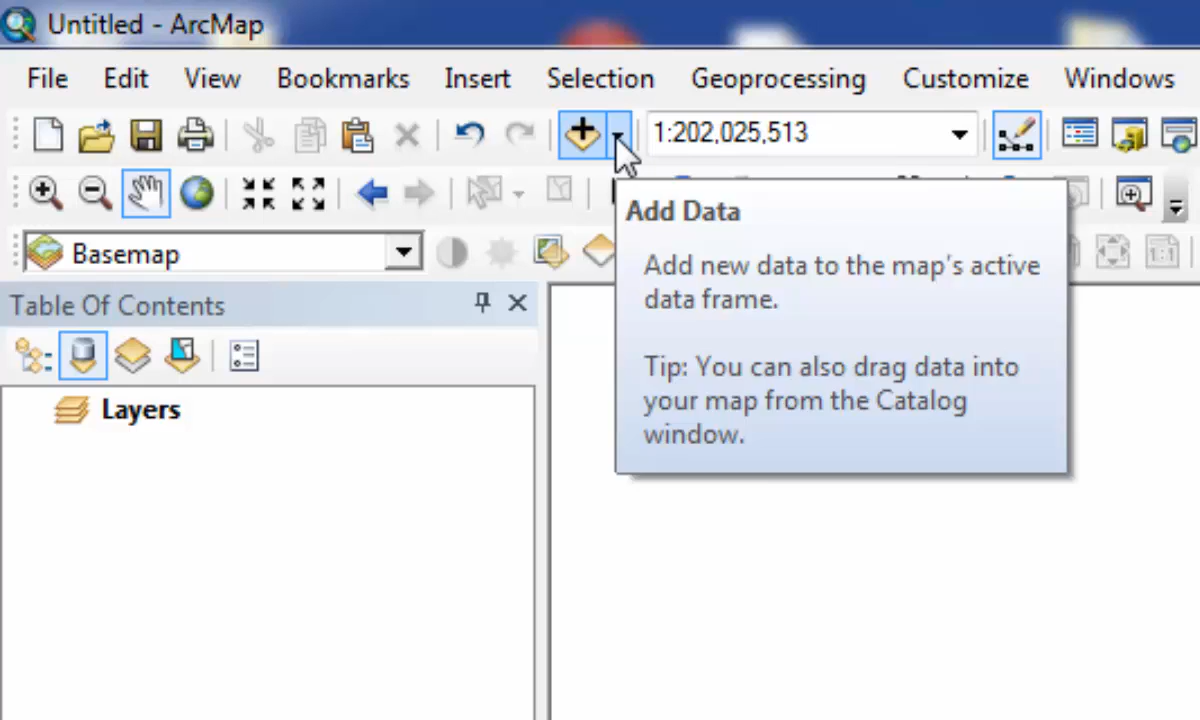 Untitled - ArcMap
File Edit View Bookmarks Insert Selection Geoprocessing Customize Windows
1:202,025,513
Add Data
Add new data to the map's active
data frame.
Tip: You can also drag data into
your map from the Catalog
window.
Basemap
1:1
Table Of Contents
Layers